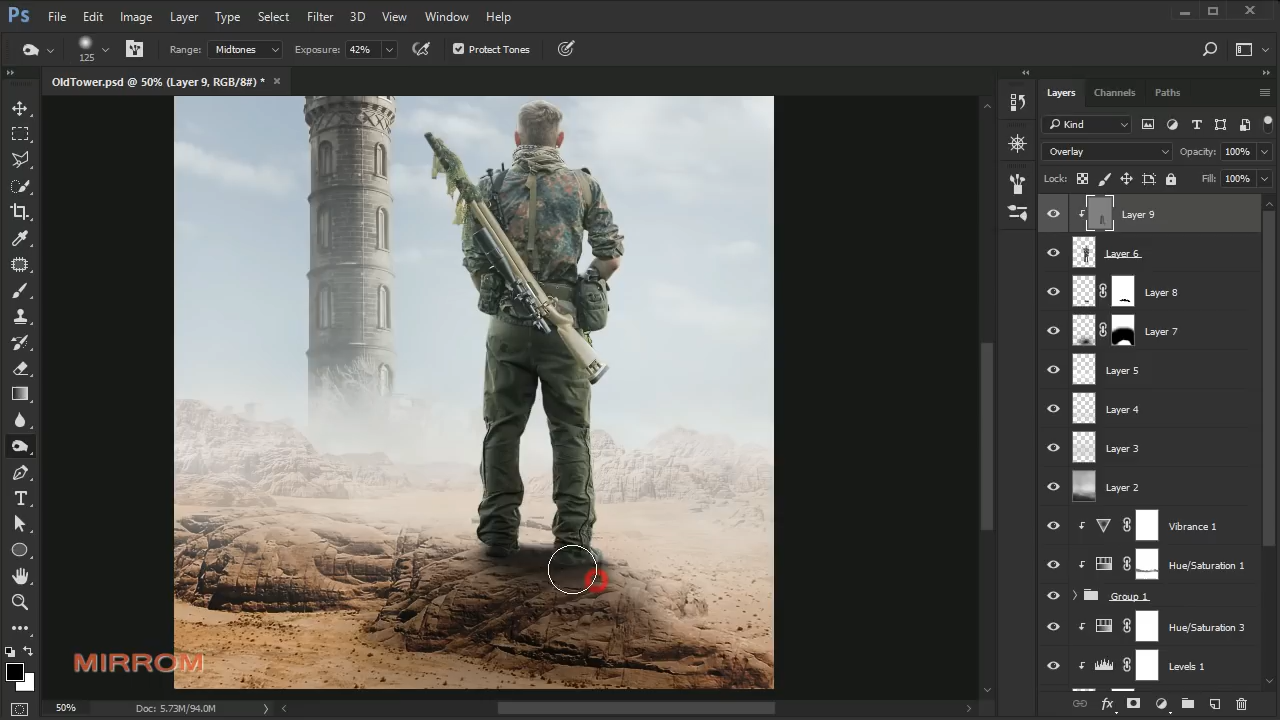 Ps File Edit Image Layer Type Select Filter 3D View Window Help
125 Range: Midtones Exposure: 42% Protect Tones
OldTower.psd @ 50% (Layer 9, RGB/8#) * ×
Layers Channels Paths
Kind
Overlay Opacity: 100%
Lock: Fill: 100%
Layer 9
Layer 6
Layer 8
Layer 7
Layer 5
Layer 4
Layer 3
Layer 2
Vibrance 1
Hue/Saturation 1
Group 1
Hue/Saturation 3
Levels 1
MIRROM
50% Doc: 5.73M/94.0M
fx